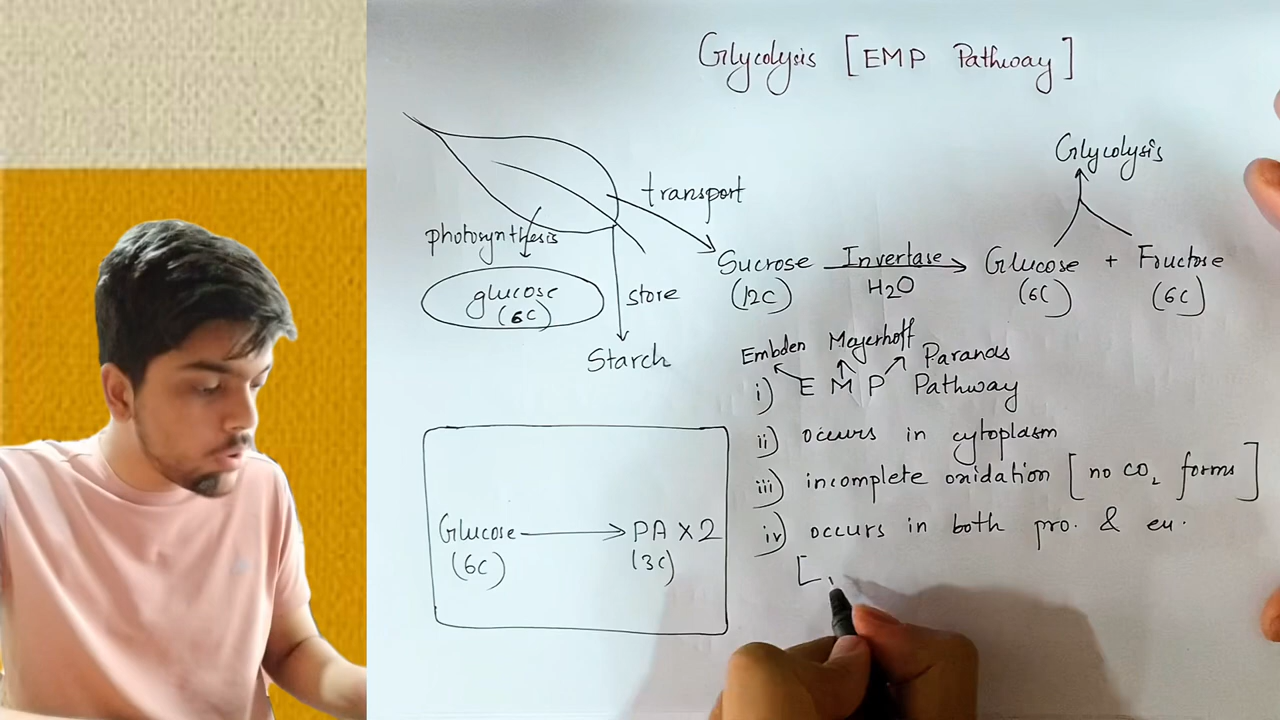 Glycolysis [EMP Pathway]
Glycolysis
transport
photosynthesis
Sucrose Invertase Glucose + Fructose
(12C) H2O (6C) (6C)
glucose
(6C)
store
Starch
Embden Meyerhoff Paranas
i) E M P Pathway
ii) occurs in cytoplasm
iii) incomplete oxidation [no CO2 forms]
iv) occurs in both pro. & eu.
[
Glucose PA X 2
(6C) (3C)